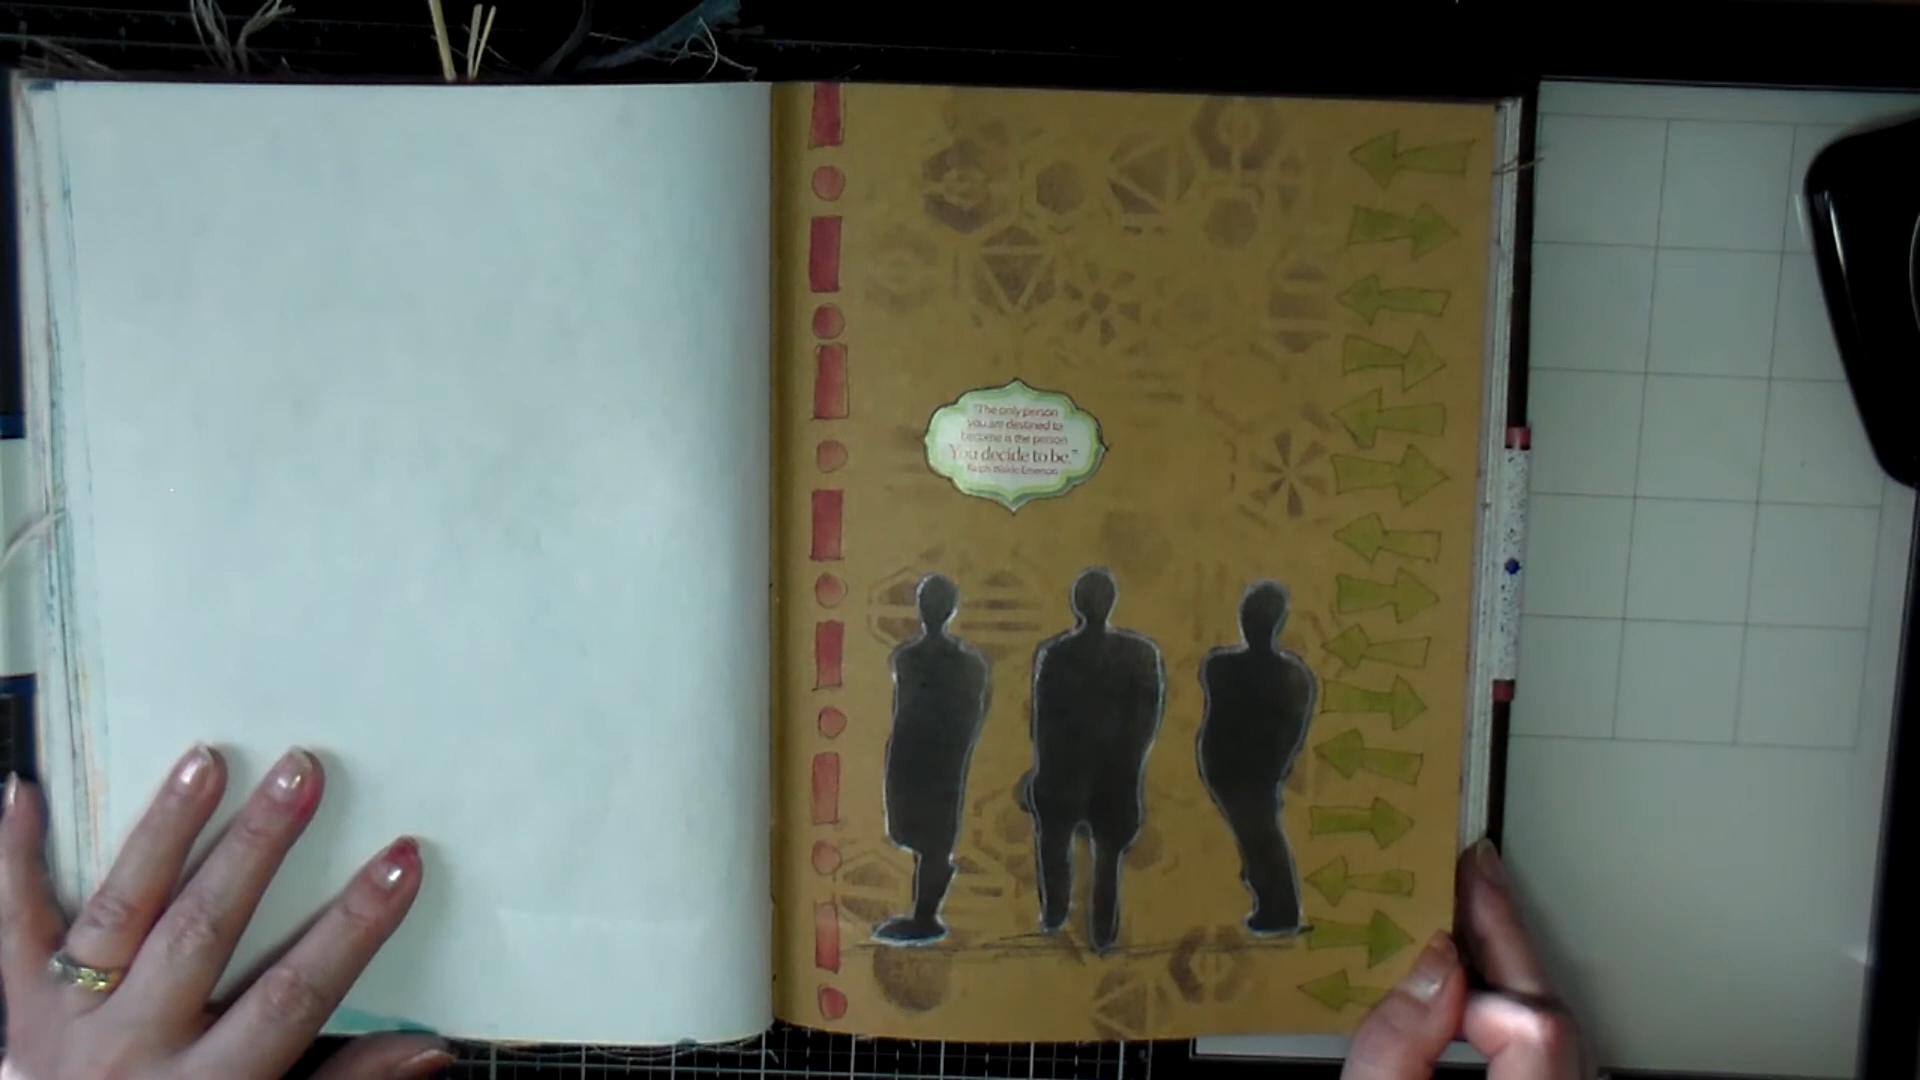 "The only person
you are destined to
become is the person
You decide to be."
Ralph Waldo Emerson